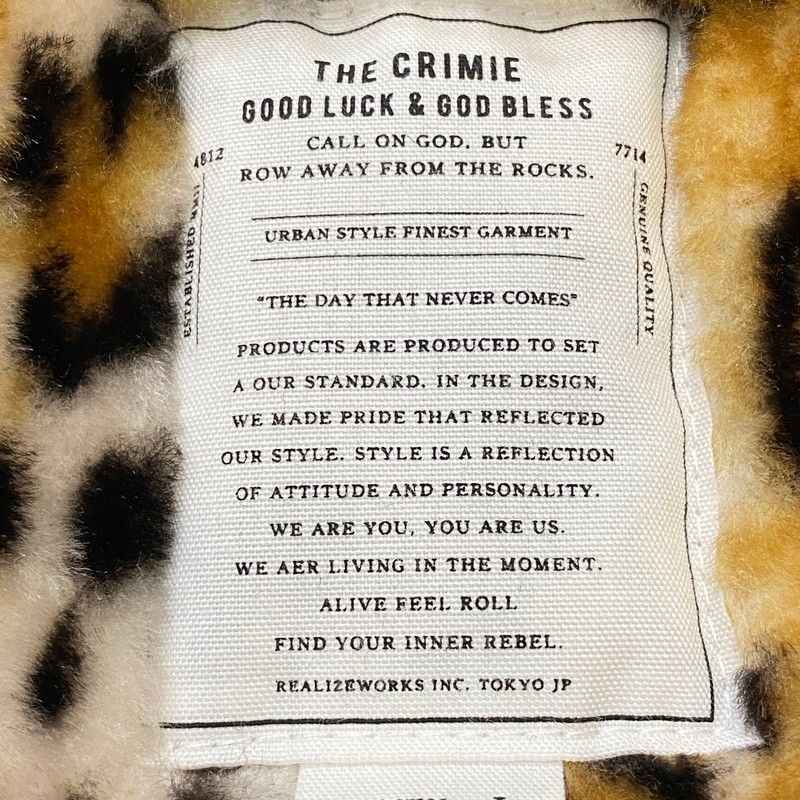 THE CRIMIE
GOOD LUCK & GOD BLESS
CALL ON GOD, BUT
ROW AWAY FROM THE ROCKS.
4812
7714
ESTABLISHED MMII
GENUINE QUALITY
URBAN STYLE FINEST GARMENT
"THE DAY THAT NEVER COMES"
PRODUCTS ARE PRODUCED TO SET
A OUR STANDARD. IN THE DESIGN,
WE MADE PRIDE THAT REFLECTED
OUR STYLE. STYLE IS A REFLECTION
OF ATTITUDE AND PERSONALITY.
WE ARE YOU, YOU ARE US.
WE AER LIVING IN THE MOMENT.
ALIVE FEEL ROLL
FIND YOUR INNER REBEL.
REALIZEWORKS INC. TOKYO JP